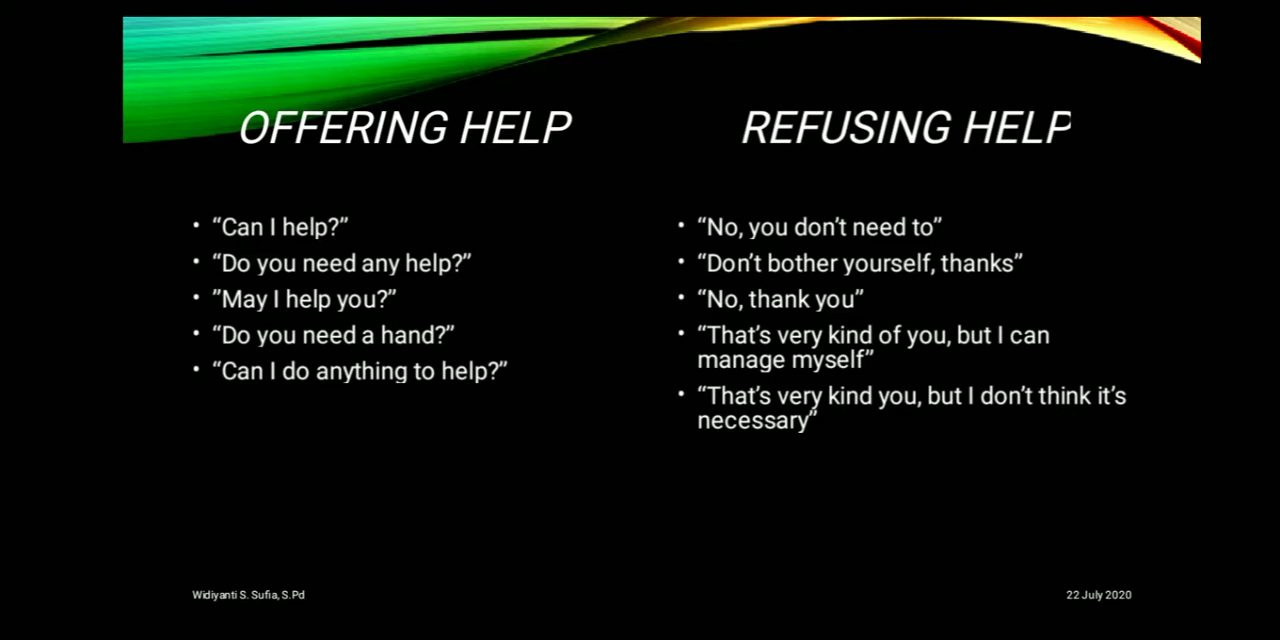 OFFERING HELP
• “Can I help?”
• “Do you need any help?”
• ”May I help you?”
• “Do you need a hand?”
• “Can I do anything to help?”
REFUSING HELP
• “No, you don’t need to”
• “Don’t bother yourself, thanks”
• “No, thank you”
• “That’s very kind of you, but I can
manage myself”
• “That’s very kind you, but I don’t think it’s
necessary”
Widiyanti S. Sufia, S.Pd
22 July 2020